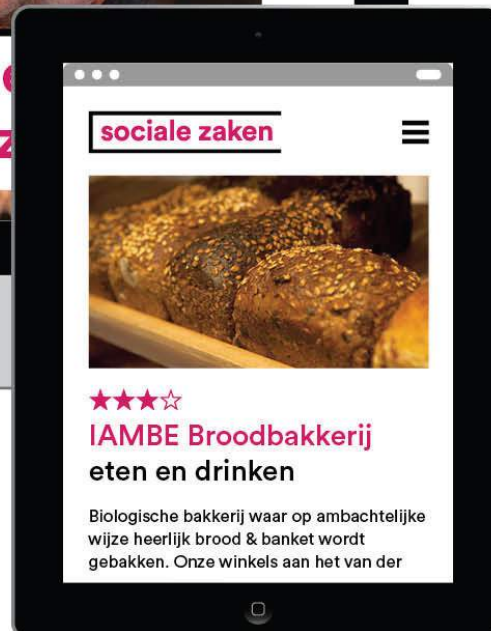 sociale zaken
IAMBE Broodbakkerij
eten en drinken
Biologische bakkerij waar op ambachtelijke
wijze heerlijk brood & banket wordt
gebakken. Onze winkels aan het van der